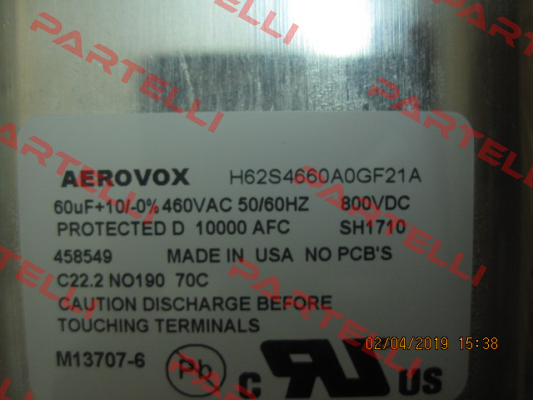 PARTELLI
PARTELLI
PARTELLI
PARTELLI
PARTELLI
AEROVOX H62S4660A0GF21A
60uF+10/-0% 460VAC 50/60HZ 800VDC
PROTECTED D 10000 AFC SH1710
458549 MADE IN USA NO PCB'S
C22.2 NO190 70C
CAUTION DISCHARGE BEFORE
TOUCHING TERMINALS
M13707-6 Pb C US
02/04/2019 15:38